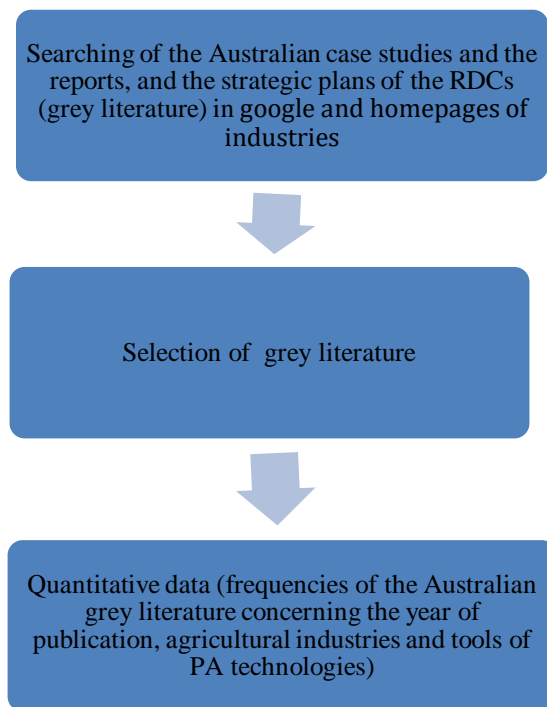 Searching of the Australian case studies and the
reports, and the strategic plans of the RDCs
(grey literature) in google and homepages of
industries
Selection of  grey literature
Quantitative data (frequencies of the Australian
grey literature concerning the year of
publication, agricultural industries and tools of
PA technologies)